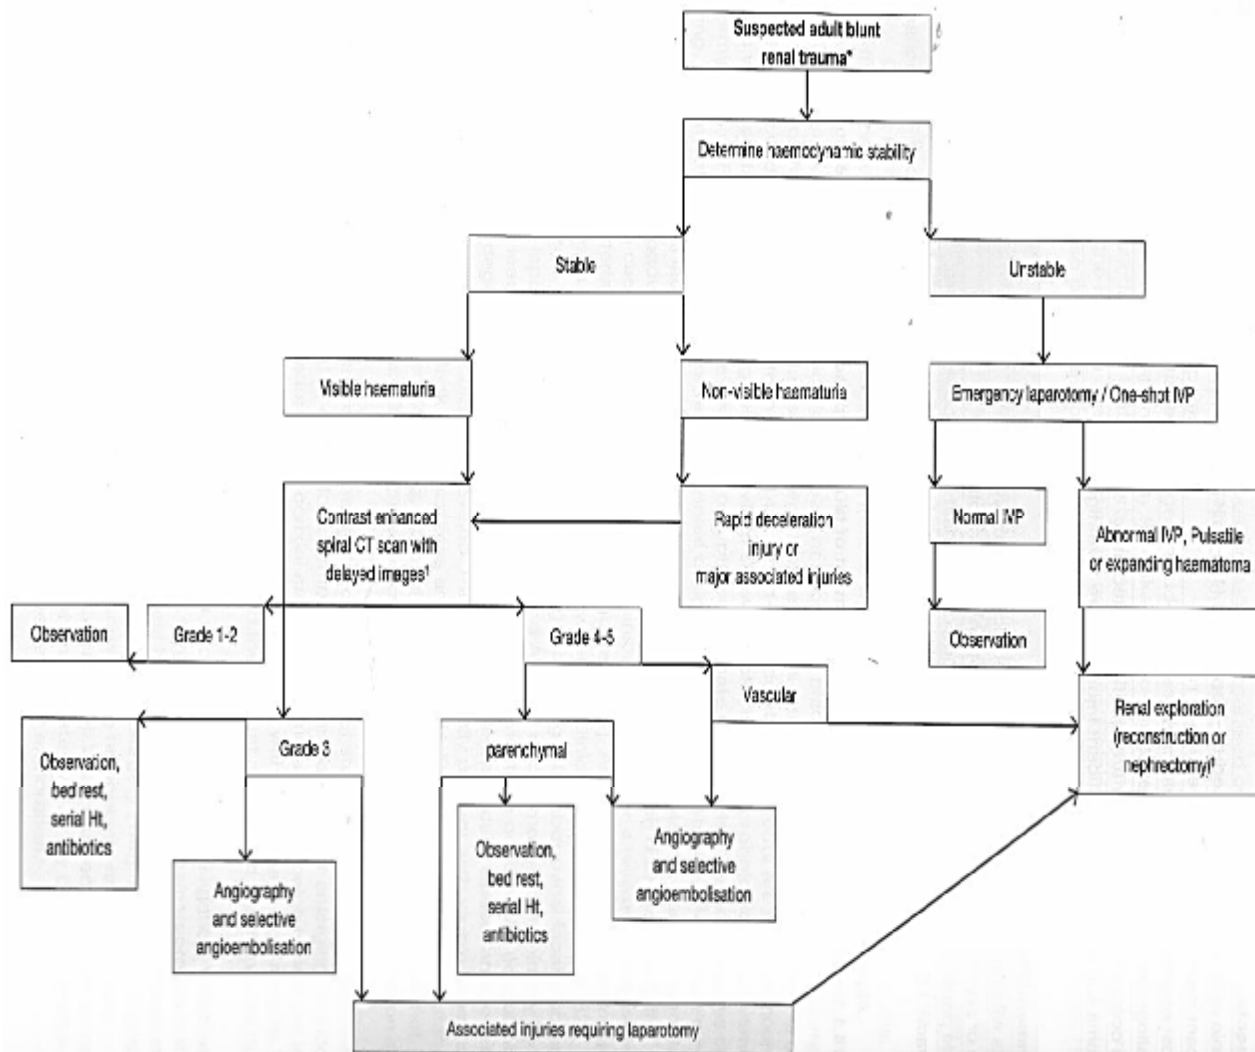 Suspected adult blunt
renal trauma*
Determine haemodynamic stability
Stable
Unstable
Visible haematuria
Non-visible haematuria
Emergency laparotomy / One-shot IVP
Contrast enhanced
spiral CT scan with
delayed images¹
Rapid deceleration
injury or
major associated injuries
Normal IVP
Abnormal IVP, Pulsatile
or expanding haematoma
Observation
Grade 1-2
Grade 4-5
Observation
Vascular
Renal exploration
(reconstruction or
nephrectomy)¹
Observation,
bed rest,
serial Ht,
antibiotics
Grade 3
parenchymal
Angiography
and selective
angioembolisation
Observation,
bed rest,
serial Ht,
antibiotics
Angiography
and selective
angioembolisation
Associated injuries requiring laparotomy